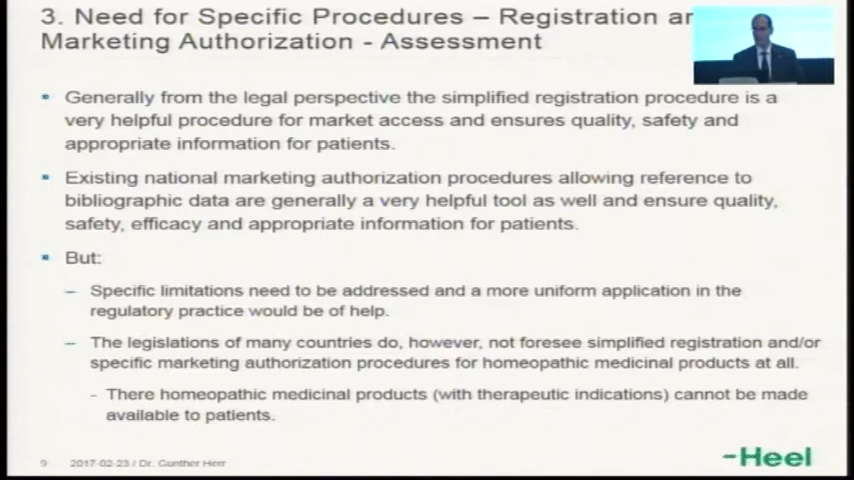 3. Need for Specific Procedures – Registration an
Marketing Authorization - Assessment
Generally from the legal perspective the simplified registration procedure is a
very helpful procedure for market access and ensures quality, safety and
appropriate information for patients.
Existing national marketing authorization procedures allowing reference to
bibliographic data are generally a very helpful tool as well and ensure quality,
safety, efficacy and appropriate information for patients.
But:
– Specific limitations need to be addressed and a more uniform application in the
regulatory practice would be of help.
– The legislations of many countries do, however, not foresee simplified registration and/or
specific marketing authorization procedures for homeopathic medicinal products at all.
- There homeopathic medicinal products (with therapeutic indications) cannot be made
available to patients.
9 2017-02-23 / Dr. Gunther Herr
-Heel